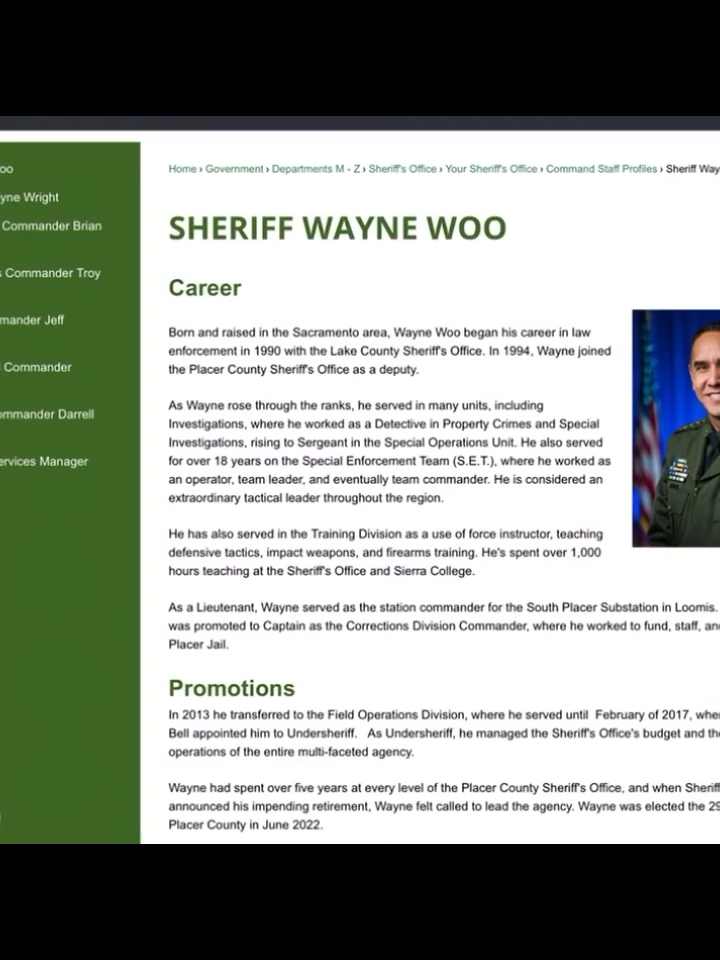 oo
yne Wright
Commander Brian
s Commander Troy
mander Jeff
l Commander
ommander Darrell
ervices Manager
Home › Government › Departments M - Z › Sheriff's Office › Your Sheriff's Office › Command Staff Profiles › Sheriff Way
SHERIFF WAYNE WOO
Career
Born and raised in the Sacramento area, Wayne Woo began his career in law
enforcement in 1990 with the Lake County Sheriff's Office. In 1994, Wayne joined
the Placer County Sheriff's Office as a deputy.
As Wayne rose through the ranks, he served in many units, including
Investigations, where he worked as a Detective in Property Crimes and Special
Investigations, rising to Sergeant in the Special Operations Unit. He also served
for over 18 years on the Special Enforcement Team (S.E.T.), where he worked as
an operator, team leader, and eventually team commander. He is considered an
extraordinary tactical leader throughout the region.
He has also served in the Training Division as a use of force instructor, teaching
defensive tactics, impact weapons, and firearms training. He's spent over 1,000
hours teaching at the Sheriff's Office and Sierra College.
As a Lieutenant, Wayne served as the station commander for the South Placer Substation in Loomis.
was promoted to Captain as the Corrections Division Commander, where he worked to fund, staff, an
Placer Jail.
Promotions
In 2013 he transferred to the Field Operations Division, where he served until February of 2017, whe
Bell appointed him to Undersheriff. As Undersheriff, he managed the Sheriff's Office's budget and th
operations of the entire multi-faceted agency.
Wayne had spent over five years at every level of the Placer County Sheriff's Office, and when Sheriff
announced his impending retirement, Wayne felt called to lead the agency. Wayne was elected the 29
Placer County in June 2022.